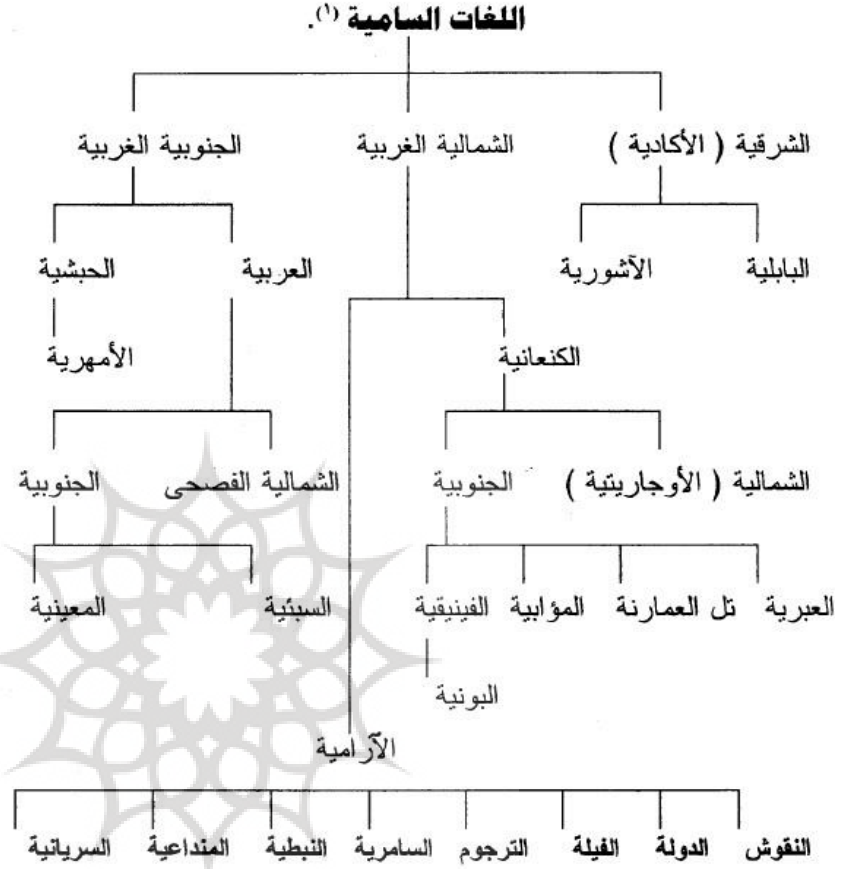 اللغات السامية (١).
الشرقية ( الأكادية ) الشمالية الغربية الجنوبية الغربية
البابلية الآشورية العربية الحبشية
الكنعانية الأمهرية
الشمالية ( الأوجاريتية ) الجنوبية الشمالية الفصحى الجنوبية
العبرية تل العمارنة المؤابية الفينيقية السبئية المعينية
البونية
الآرامية
النقوش الدولة الفيلة الترجوم السامرية النبطية المنداعية السريانية